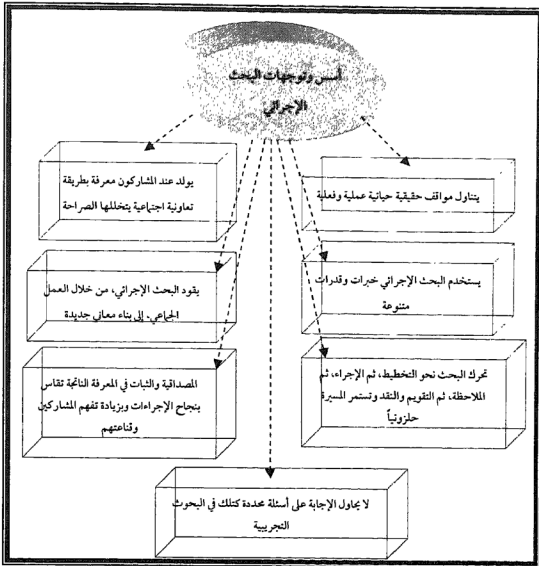 أسس وتوجهات البحث
الإجرائي
يتناول مواقف حقيقية حياتية عملية وفعلية
يولد عند المشاركون معرفة بطريقة
تعاونية اجتماعية يتخللها الصراحة
يستخدم البحث الإجرائي خبرات وقدرات
متنوعة
يقود البحث الإجرائي، من خلال العمل
الجماعي، إلى بناء معاني جديدة
تحرك البحث نحو التخطيط، ثم الإجراء، ثم
الملاحظة، ثم التقويم والنقد وتستمر المسيرة
حلزونياً
المصداقية والثبات في المعرفة الناتجة تقاس
بنجاح الإجراءات وبزيادة تفهم المشاركين
وقناعتهم
لا يحاول الإجابة على أسئلة محددة كتلك في البحوث
التجريبية